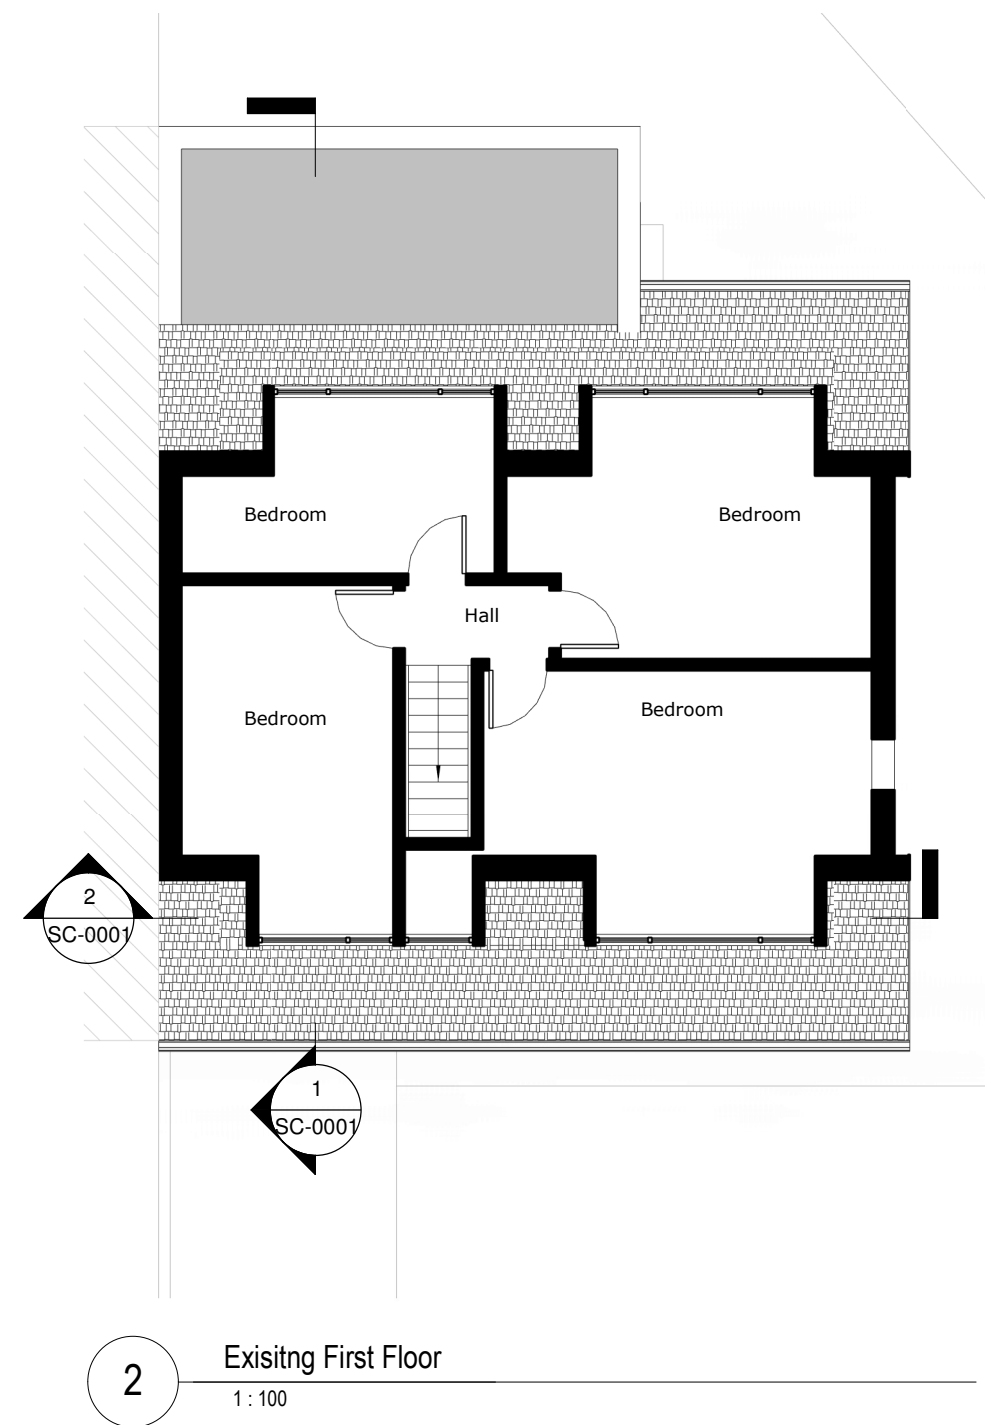 Bedroom
Bedroom
Hall
Bedroom
Bedroom
2
SC-0001
1
SC-0001
2
Exisitng First Floor
1 : 100